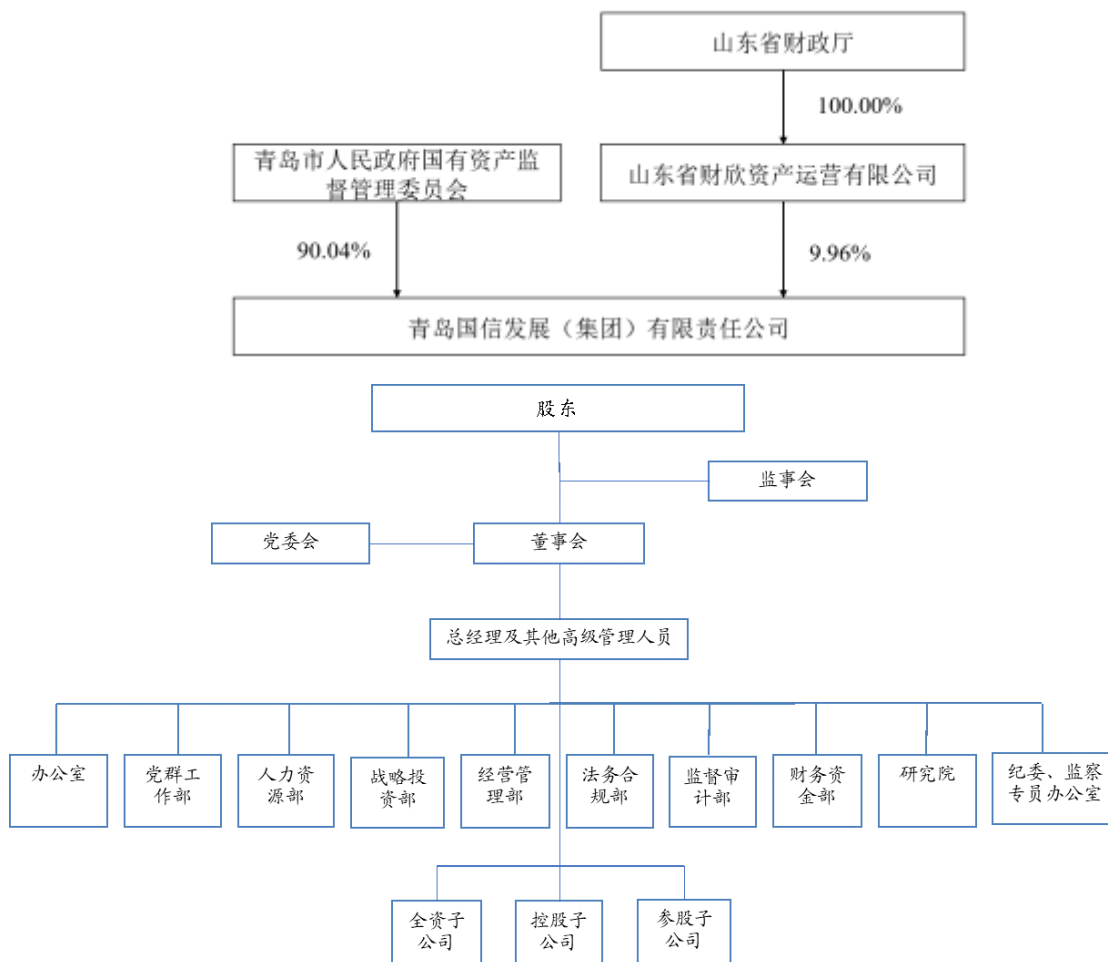 山东省财政厅
100.00%
青岛市人民政府国有资产监
督管理委员会
山东省财欣资产运营有限公司
90.04%
9.96%
青岛国信发展（集团）有限责任公司
股东
监事会
党委会
董事会
总经理及其他高级管理人员
办公室
党群工
作部
人力资
源部
战略投
资部
经营管
理部
法务合
规部
监督审
计部
财务资
金部
研究院
纪委、监察
专员办公室
全资子
公司
控股子
公司
参股子
公司